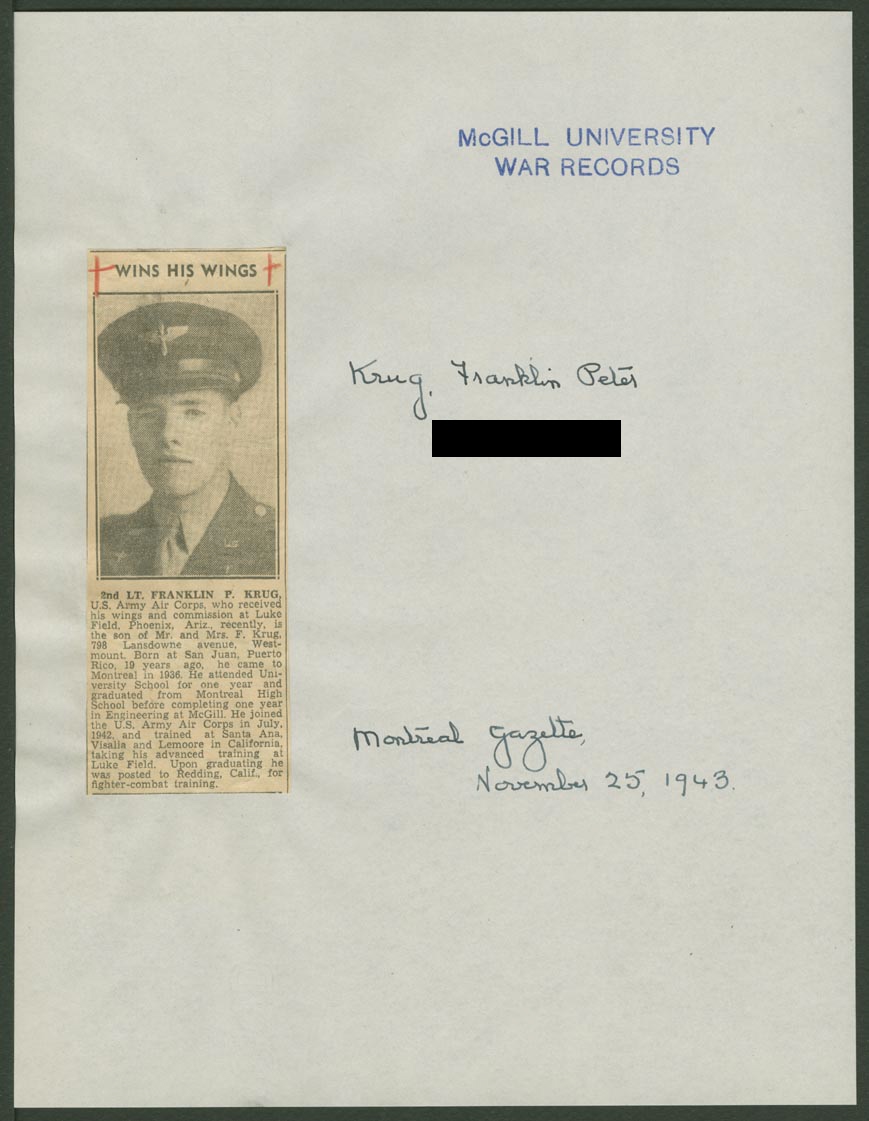 McGILL UNIVERSITY
WAR RECORDS
WINS HIS WINGS
Krug, Franklin Peter
2nd LT. FRANKLIN P. KRUG,
U.S. Army Air Corps, who received
his wings and commission at Luke
Field, Phoenix, Ariz., recently, is
the son of Mr. and Mrs. F. Krug,
798 Lansdowne avenue, West-
mount. Born at San Juan, Puerto
Rico, 19 years ago, he came to
Montreal in 1936. He attended Uni-
versity School for one year and
graduated from Montreal High
School before completing one year
in Engineering at McGill. He joined
the U.S. Army Air Corps in July,
1942, and trained at Santa Ana,
Visalia and Lemoore in California,
taking his advanced training at
Luke Field. Upon graduating he
was posted to Redding, Calif., for
fighter-combat training.
Montreal Gazette,
November 25, 1943.